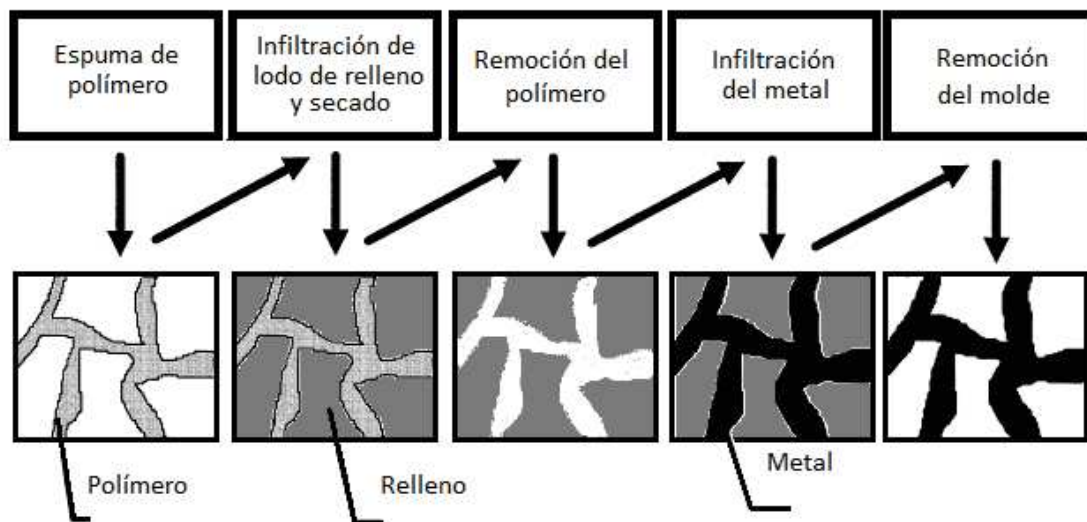 Espuma de
polímero
Infiltración de
lodo de relleno
y secado
Remoción del
polímero
Infiltración
del metal
Remoción
del molde
Polímero
Relleno
Metal